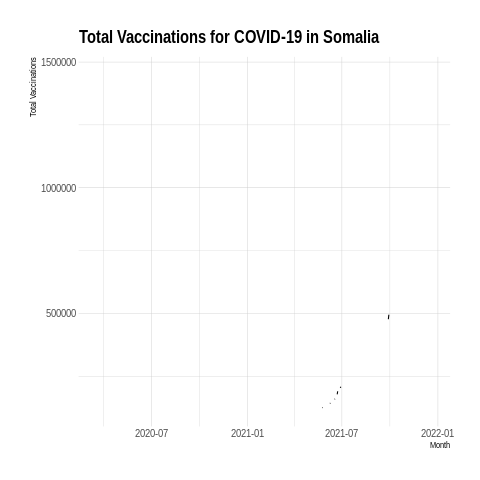 Total Vaccinations for COVID-19 in Somalia
Total Vaccinations
1500000
1000000
500000
2020-07 2021-01 2021-07 2022-01
Month